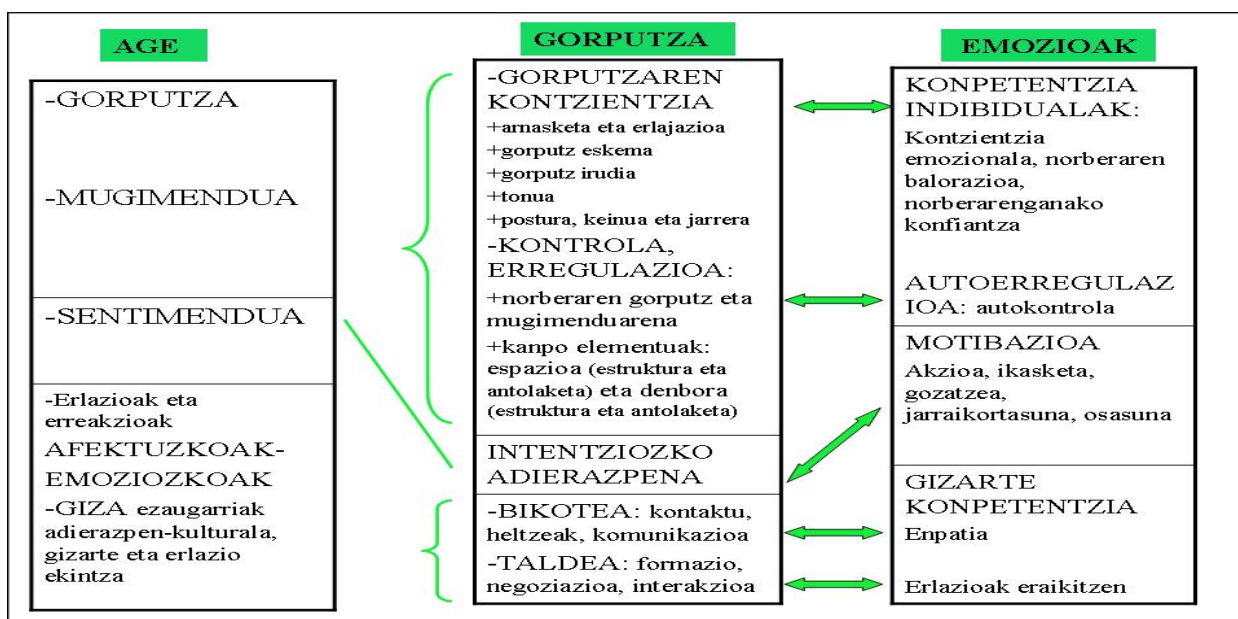 AGE
-GORPUTZA
-MUGIMENDUA
-SENTIMENDUA
-Erlazioak eta
erreakzioak
AFEKTUZKOAK-
EMOZIOZKOAK
-GIZA ezaugarriak
adierazpen-kulturala,
gizarte eta erlazio
ekintza
GORPUTZA
-GORPUTZAREN
KONTZIENTZIA
+arnasketa eta erlajazioa
+gorputz eskema
+gorputz irudia
+tonua
+postura, keinua eta jarrera
-KONTROLA,
ERREGULAZIOA:
+norberaren gorputz eta
mugimenduarena
+kanpo elementuak:
espazioa (estruktura eta
antolaketa) eta denbora
(estruktura eta antolaketa)
INTENTZIOZKO
ADIERAZPENA
-BIKOTEA: kontaktu,
heltzeak, komunikazioa
-TALDEA: formazio,
negoziazioa, interakzioa
EMOZIOAK
KONPETENTZIA
INDIBIDUALAK:
Kontzientzia
emozionala, norberaren
balorazioa,
norberarenganako
konfiantza
AUTOERREGULAZ
IOA: autokontrola
MOTIBAZIOA
Akzioa, ikasketa,
gozatzea,
jarraikortasuna, osasuna
GIZARTE
KONPETENTZIA
Enpatia
Erlazioak eraikitzen